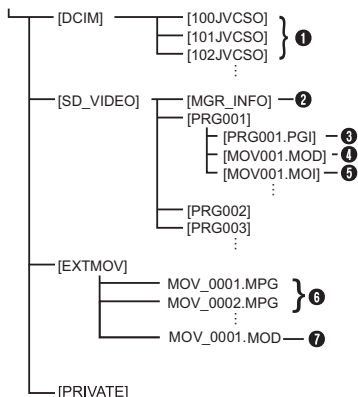 [DCIM] [100JVCSO]
[101JVCSO] ❶
[102JVCSO]
[SD_VIDEO] [MGR_INFO] ❷
[PRG001]
[PRG001.PGI] ❸
[MOV001.MOD] ❹
[MOV001.MOI] ❺
[PRG002]
[PRG003]
[EXTMOV]
MOV_0001.MPG ❻
MOV_0002.MPG
MOV_0001.MOD ❼
[PRIVATE]